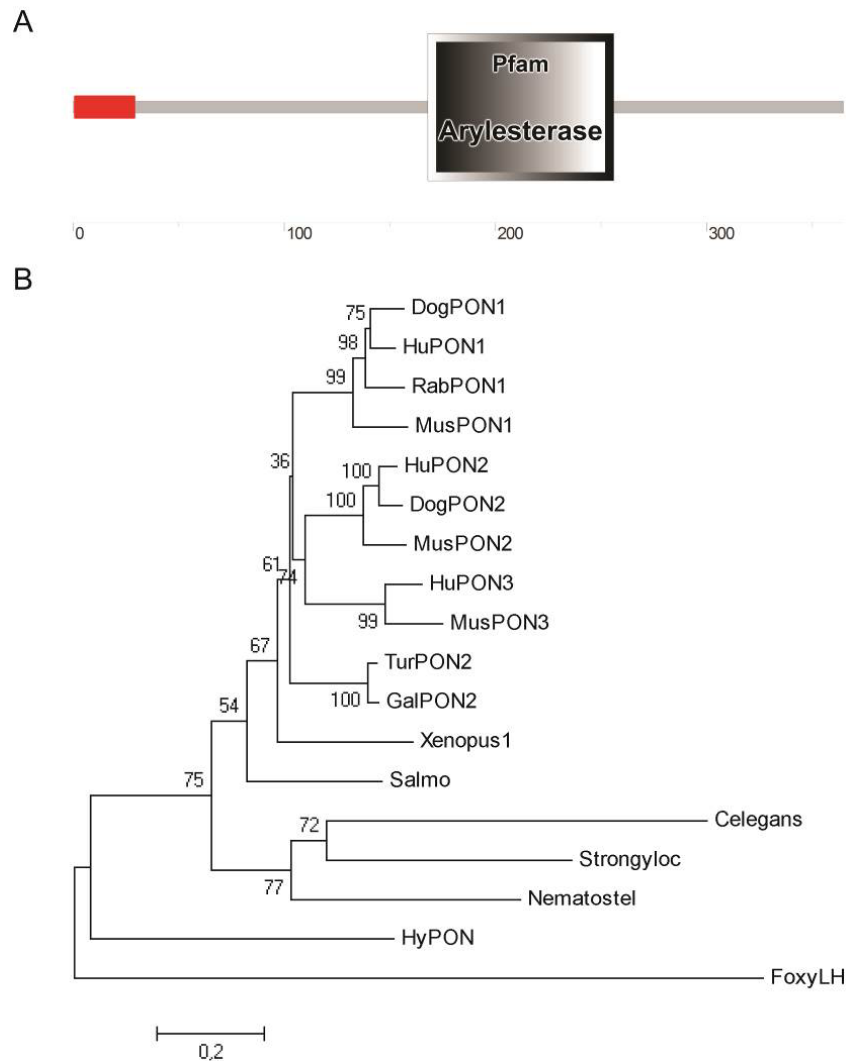 A
Pfam
Arylesterase
0 100 200 300
B
75 DogPON1
98 HuPON1
99 RabPON1
MusPON1
36 HuPON2
100 DogPON2
100 MusPON2
61 74 HuPON3
99 MusPON3
67 TurPON2
100 GalPON2
54 Xenopus1
75 Salmo
72 Celegans
Strongyloc
77 Nematostel
HyPON
FoxyLH
0,2